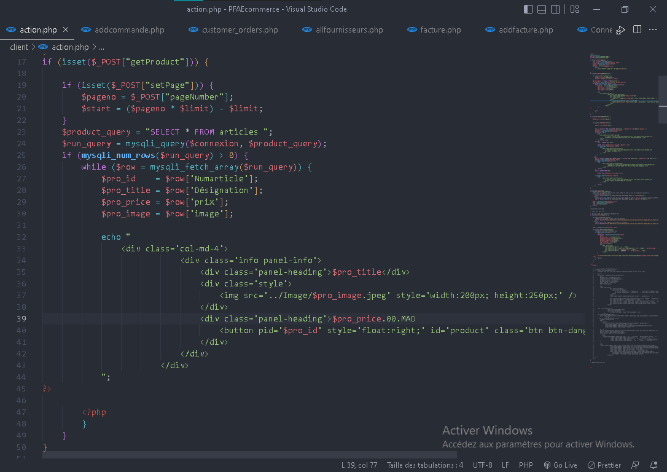 action.php - PFAEcommerce - Visual Studio Code
action.php × addcommande.php customer_orders.php allfournisseurs.php facture.php addfacture.php Conne
client > action.php > ...
17 if (isset($_POST["getProduct"])) {
18
19 if (isset($_POST["setPage"])) {
20 $pageno = $_POST["pageNumber"];
21 $start = ($pageno * $limit) - $limit;
22 }
23 $product_query = "SELECT * FROM articles ";
24 $run_query = mysqli_query($connexion, $product_query);
25 if (mysqli_num_rows($run_query) > 0) {
26 while ($row = mysqli_fetch_array($run_query)) {
27 $pro_id = $row['Numarticle'];
28 $pro_title = $row['Désignation'];
29 $pro_price = $row['prix'];
30 $pro_image = $row['image'];
31
32 echo "
33 <div class='col-md-4'>
34 <div class='info panel-info'>
35 <div class='panel-heading'>$pro_title</div>
36 <div class='style'>
37 <img src='../Image/$pro_image.jpeg' style='width:200px; height:250px;' />
38 </div>
39 <div class='panel-heading'>$pro_price.00.MAD
40 <button pid='$pro_id' style='float:right;' id='product' class='btn btn-dang
41 </div>
42 </div>
43 </div>
44 ";
45 ?>
46
47 <?php
48 }
49 }
50 }
Activer Windows
Accédez aux paramètres pour activer Windows.
L 39, col 77 Taille des tabulations : 4 UTF-8 LF PHP Go Live Prettier